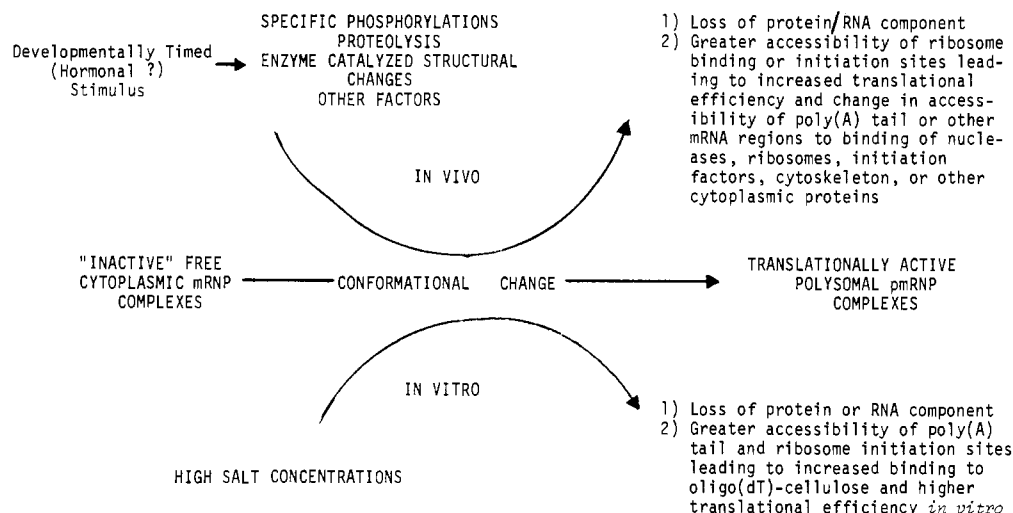 Developmentally Timed
(Hormonal ?)
Stimulus
SPECIFIC PHOSPHORYLATIONS
PROTEOLYSIS
ENZYME CATALYZED STRUCTURAL
CHANGES
OTHER FACTORS
1) Loss of protein/RNA component
2) Greater accessibility of ribosome
binding or initiation sites lead-
ing to increased translational
efficiency and change in access-
ibility of poly(A) tail or other
mRNA regions to binding of nucle-
ases, ribosomes, initiation
factors, cytoskeleton, or other
cytoplasmic proteins
IN VIVO
"INACTIVE" FREE
CYTOPLASMIC mRNP
COMPLEXES
CONFORMATIONAL CHANGE
TRANSLATIONALLY ACTIVE
POLYSOMAL pmRNP
COMPLEXES
IN VITRO
HIGH SALT CONCENTRATIONS
1) Loss of protein or RNA component
2) Greater accessibility of poly(A)
tail and ribosome initiation sites
leading to increased binding to
oligo(dT)-cellulose and higher
translational efficiency in vitro